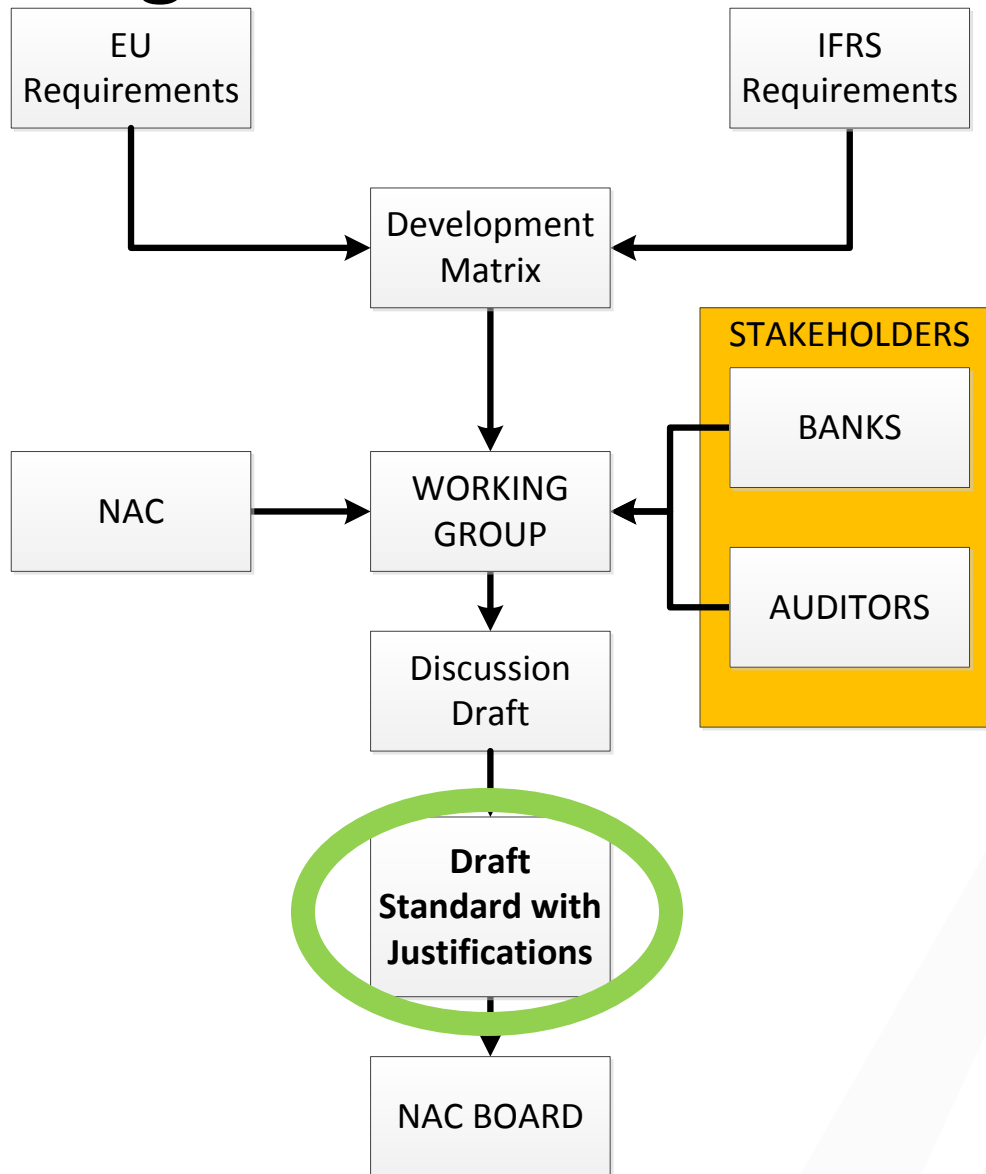 EU
Requirements
IFRS
Requirements
Development
Matrix
STAKEHOLDERS
BANKS
NAC
WORKING
GROUP
AUDITORS
Discussion
Draft
Draft
Standard with
Justifications
NAC BOARD